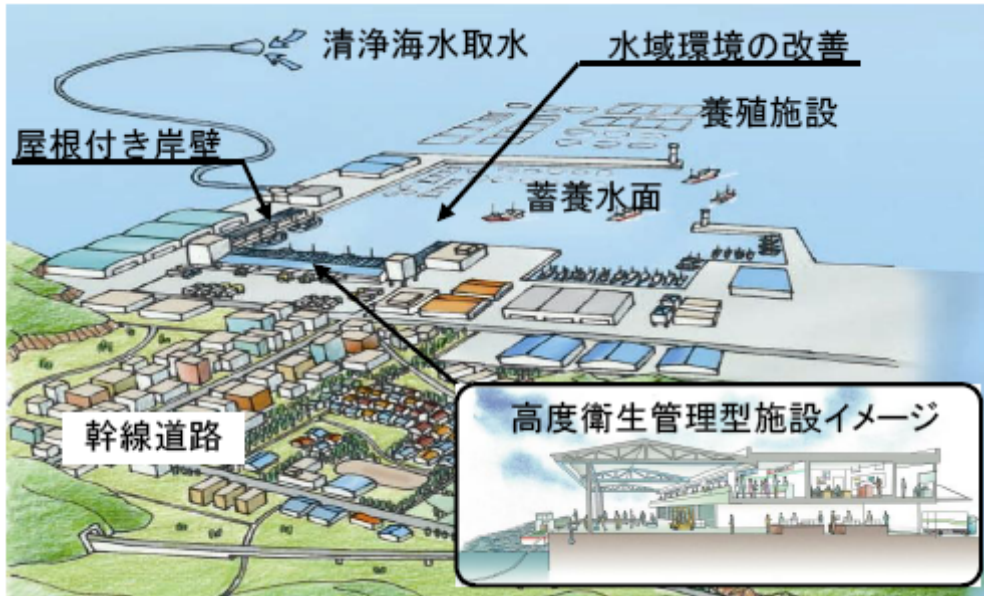 清浄海水取水
水域環境の改善
養殖施設
屋根付き岸壁
蓄養水面
幹線道路
高度衛生管理型施設イメージ